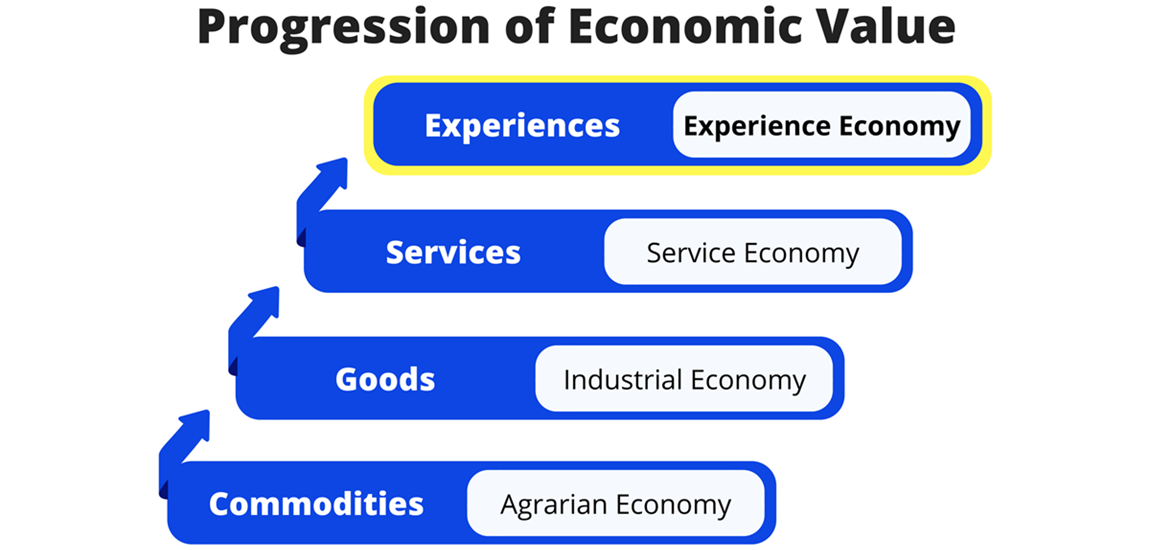 Progression of Economic Value
Experiences Experience Economy
Services Service Economy
Goods Industrial Economy
Commodities Agrarian Economy